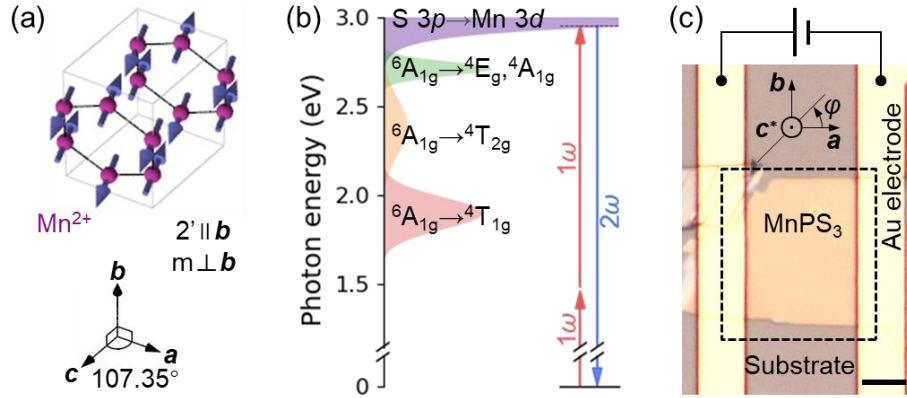 (a)
Mn²⁺
2' ॥ b
m ⊥ b
b
a
c
107.35°
(b)
Photon energy (eV)
3.0
2.5
2.0
1.5
0
S 3p→Mn 3d
⁶A₁g→⁴Eg,⁴A₁g
⁶A₁g→⁴T₂g
⁶A₁g→⁴T₁g
1ω
1ω
2ω
(c)
b
φ
c*
a
MnPS₃
Au electrode
Substrate